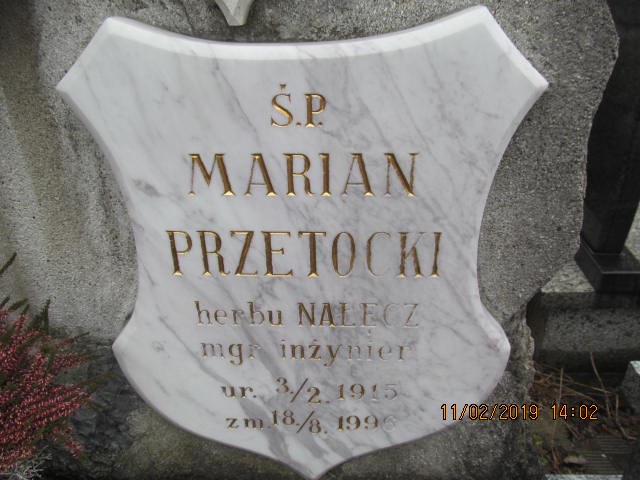 Ś.P.
MARIAN
PRZETOCKI
herbu NAŁĘCZ
mgr inżynier
ur. 3/2. 1915
zm. 18/8. 1996
11/02/2019 14:02